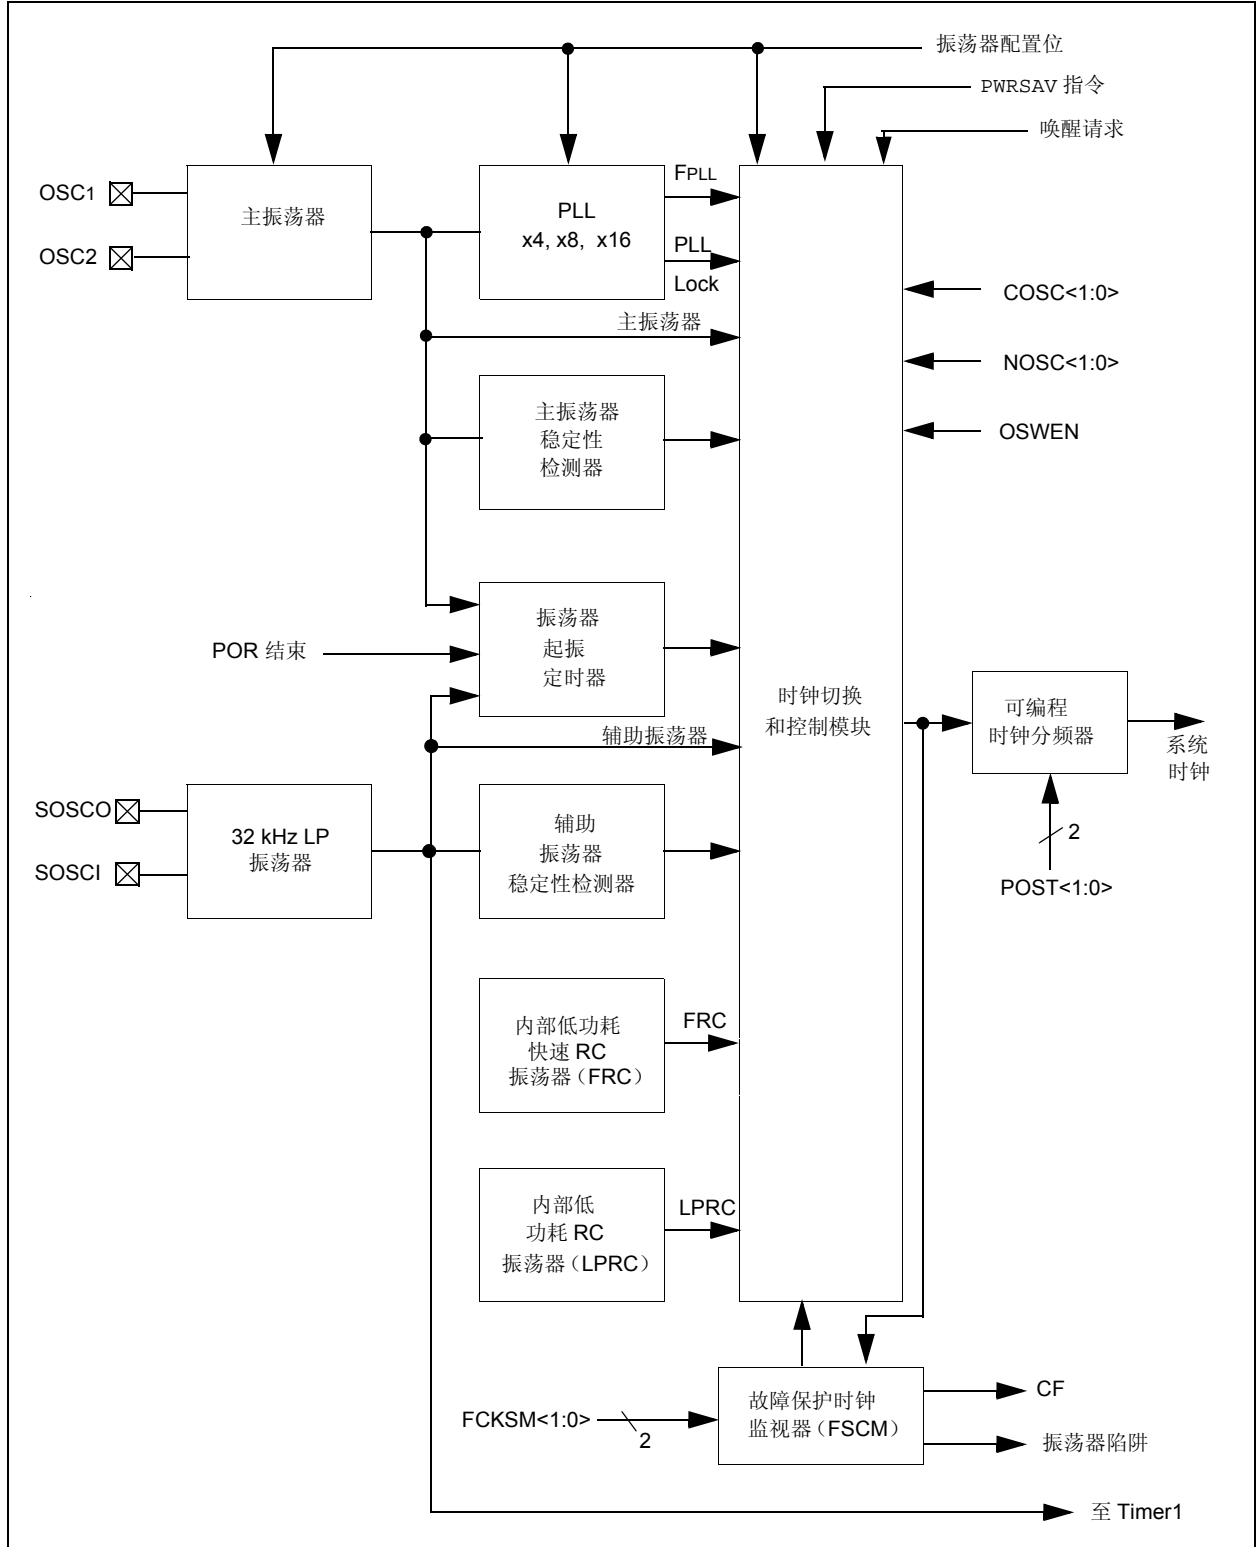 振荡器配置位
PWRSAV 指令
唤醒请求
OSC1
OSC2
主振荡器
PLL
x4, x8, x16
FPLL
PLL
Lock
主振荡器
COSC<1:0>
NOSC<1:0>
OSWEN
主振荡器
稳定性
检测器
POR 结束
振荡器
起振
定时器
辅助振荡器
时钟切换
和控制模块
可编程
时钟分频器
系统
时钟
2
POST<1:0>
SOSCO
SOSCI
32 kHz LP
振荡器
辅助
振荡器
稳定性检测器
内部低功耗
快速 RC
振荡器（FRC）
FRC
内部低
功耗 RC
振荡器（LPRC）
LPRC
FCKSM<1:0>
2
故障保护时钟
监视器（FSCM）
CF
振荡器陷阱
至 Timer1